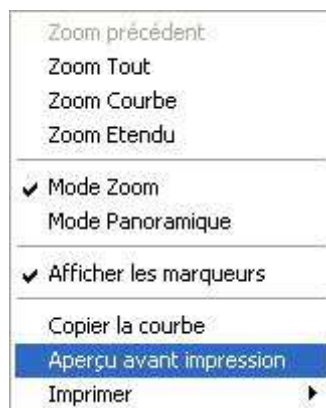 Zoom précédent
Zoom Tout
Zoom Courbe
Zoom Etendu
Mode Zoom
Mode Panoramique
Afficher les marqueurs
Copier la courbe
Aperçu avant impression
Imprimer